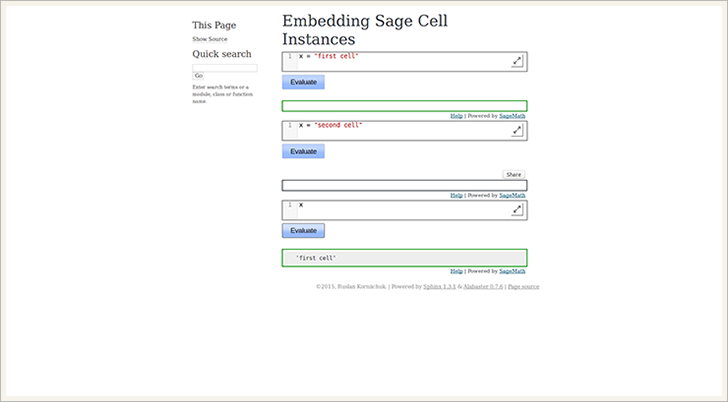 This Page
Show Source
Quick search
Go
Enter search terms or a
module, class or function
name.
Embedding Sage Cell
Instances
1 x = "first cell"
Evaluate
Help | Powered by SageMath
1 x = "second cell"
Evaluate
Share
Help | Powered by SageMath
1 x
Evaluate
'first cell'
Help | Powered by SageMath
©2015, Ruslan Korniichuk. | Powered by Sphinx 1.3.1 & Alabaster 0.7.6 | Page source